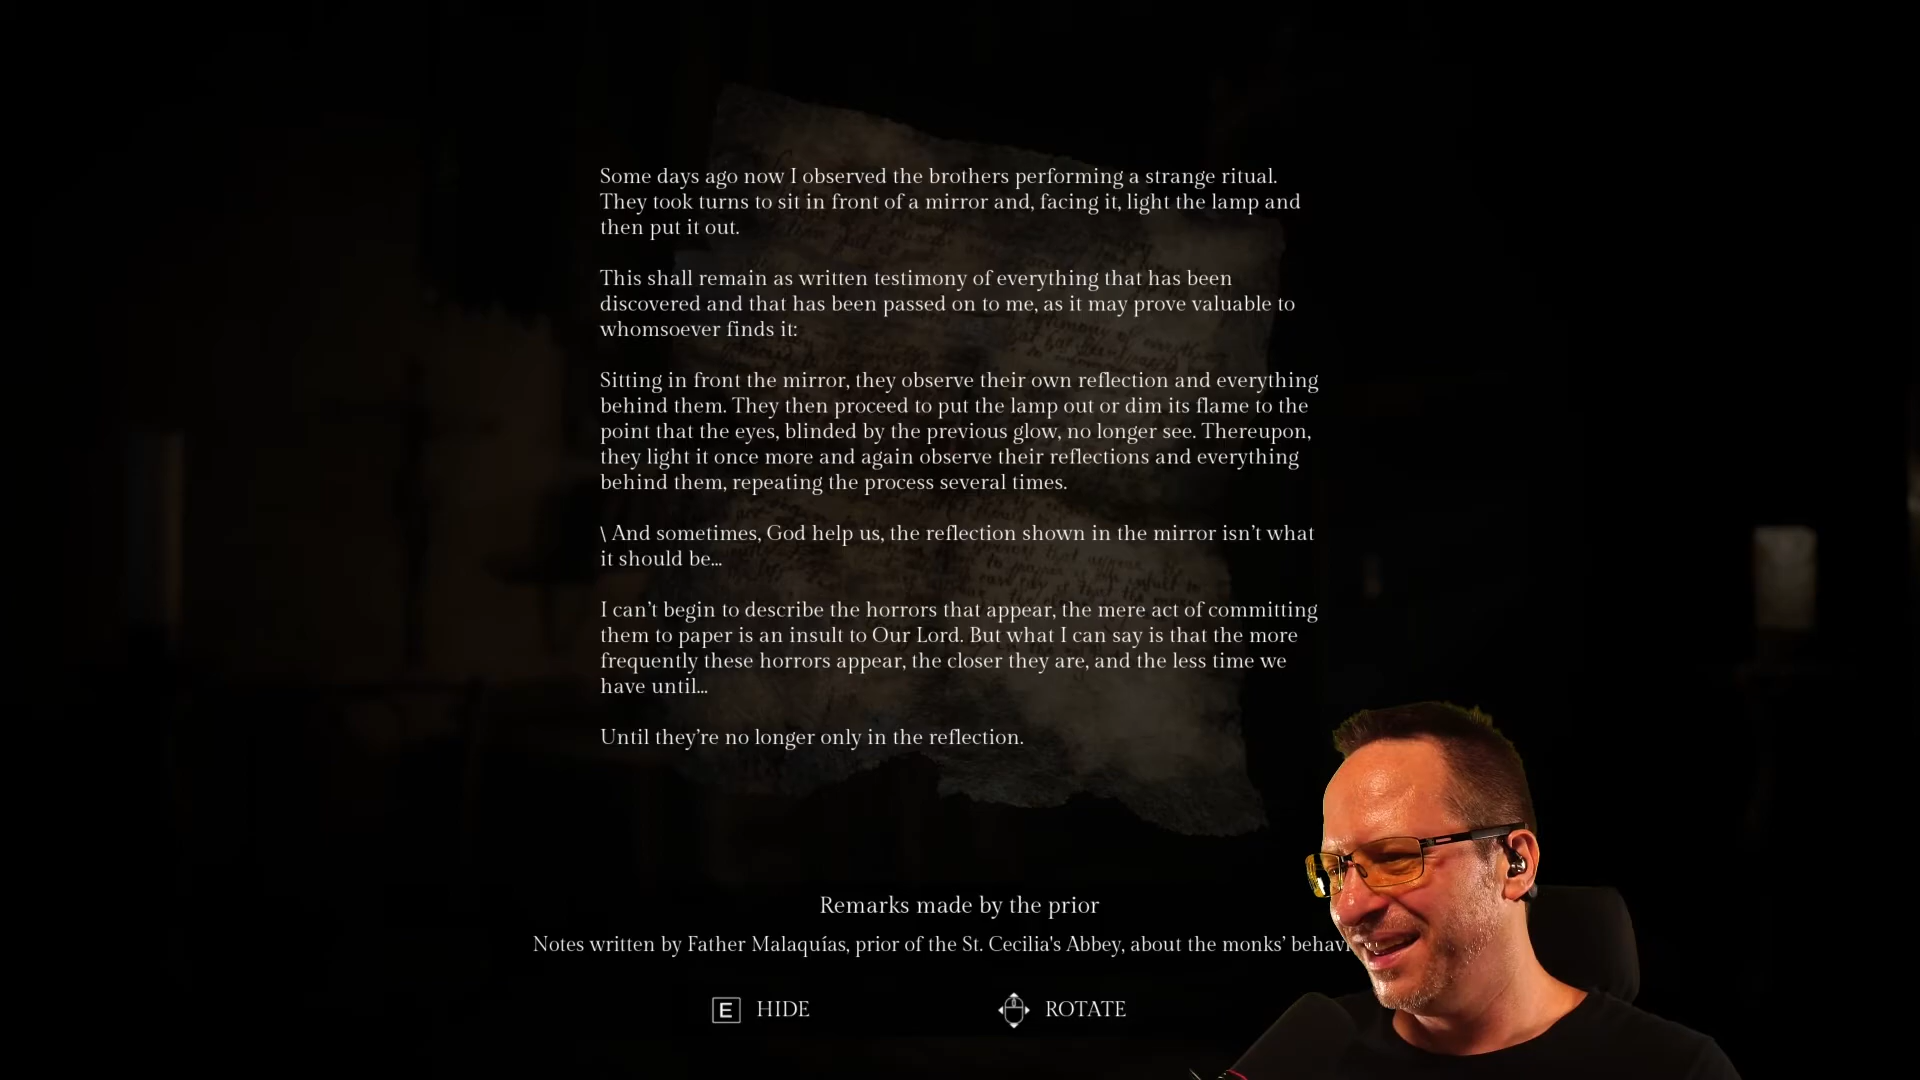 Some days ago now I observed the brothers performing a strange ritual.
They took turns to sit in front of a mirror and, facing it, light the lamp and
then put it out.
This shall remain as written testimony of everything that has been
discovered and that has been passed on to me, as it may prove valuable to
whomsoever finds it:
Sitting in front the mirror, they observe their own reflection and everything
behind them. They then proceed to put the lamp out or dim its flame to the
point that the eyes, blinded by the previous glow, no longer see. Thereupon,
they light it once more and again observe their reflections and everything
behind them, repeating the process several times.
\ And sometimes, God help us, the reflection shown in the mirror isn't what
it should be...
I can't begin to describe the horrors that appear, the mere act of committing
them to paper is an insult to Our Lord. But what I can say is that the more
frequently these horrors appear, the closer they are, and the less time we
have until...
Until they're no longer only in the reflection.
Remarks made by the prior
Notes written by Father Malaquías, prior of the St. Cecilia's Abbey, about the monks'
E HIDE
ROTATE